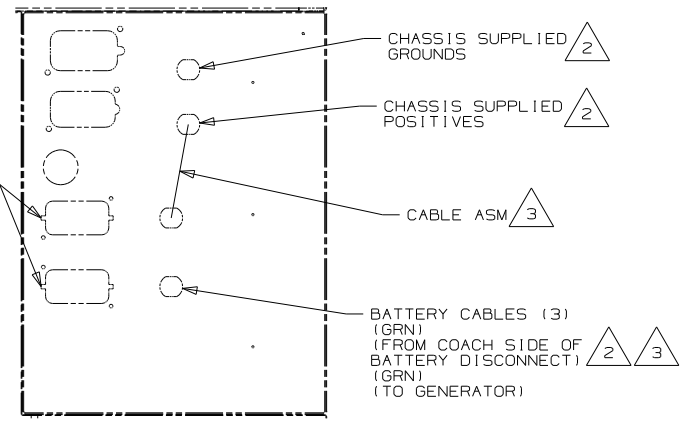 CHASSIS SUPPLIED 2
GROUNDS
CHASSIS SUPPLIED 2
POSITIVES
CABLE ASM 3
BATTERY CABLES (3)
(GRN)
(FROM COACH SIDE OF
BATTERY DISCONNECT) 2 3
(GRN)
(TO GENERATOR)